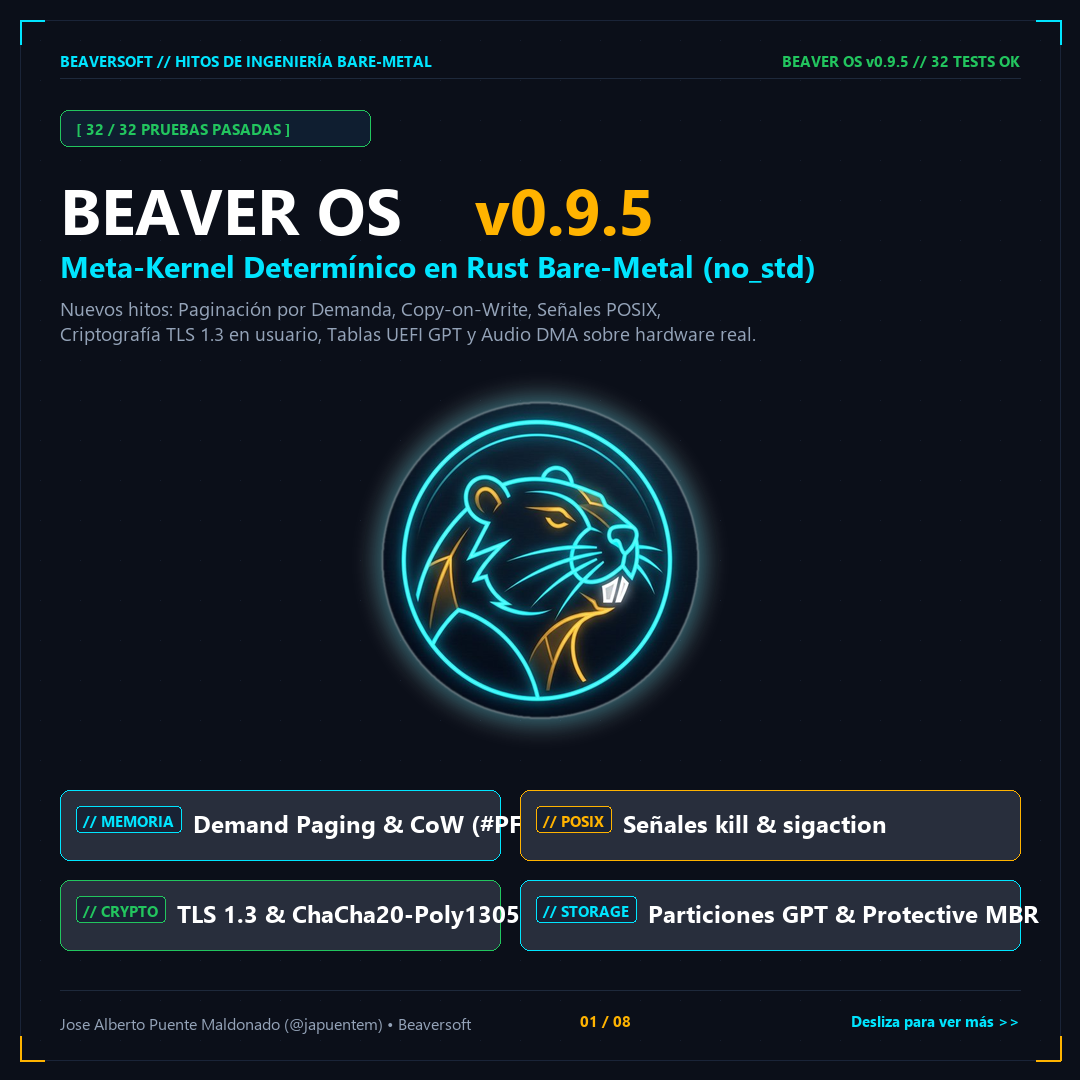 BEAVERSOFT // HITOS DE INGENIERÍA BARE-METAL
BEAVER OS v0.9.5 // 32 TESTS OK
[ 32 / 32 PRUEBAS PASADAS ]
BEAVER OS v0.9.5
Meta-Kernel Determínico en Rust Bare-Metal (no_std)
Nuevos hitos: Paginación por Demanda, Copy-on-Write, Señales POSIX,
Criptografía TLS 1.3 en usuario, Tablas UEFI GPT y Audio DMA sobre hardware real.
// MEMORIA Demand Paging & CoW (#PF
// POSIX Señales kill & sigaction
// CRYPTO TLS 1.3 & ChaCha20-Poly1305
// STORAGE Particiones GPT & Protective MBR
Jose Alberto Puente Maldonado (@japuentem) • Beaversoft
01 / 08
Desliza para ver más >>